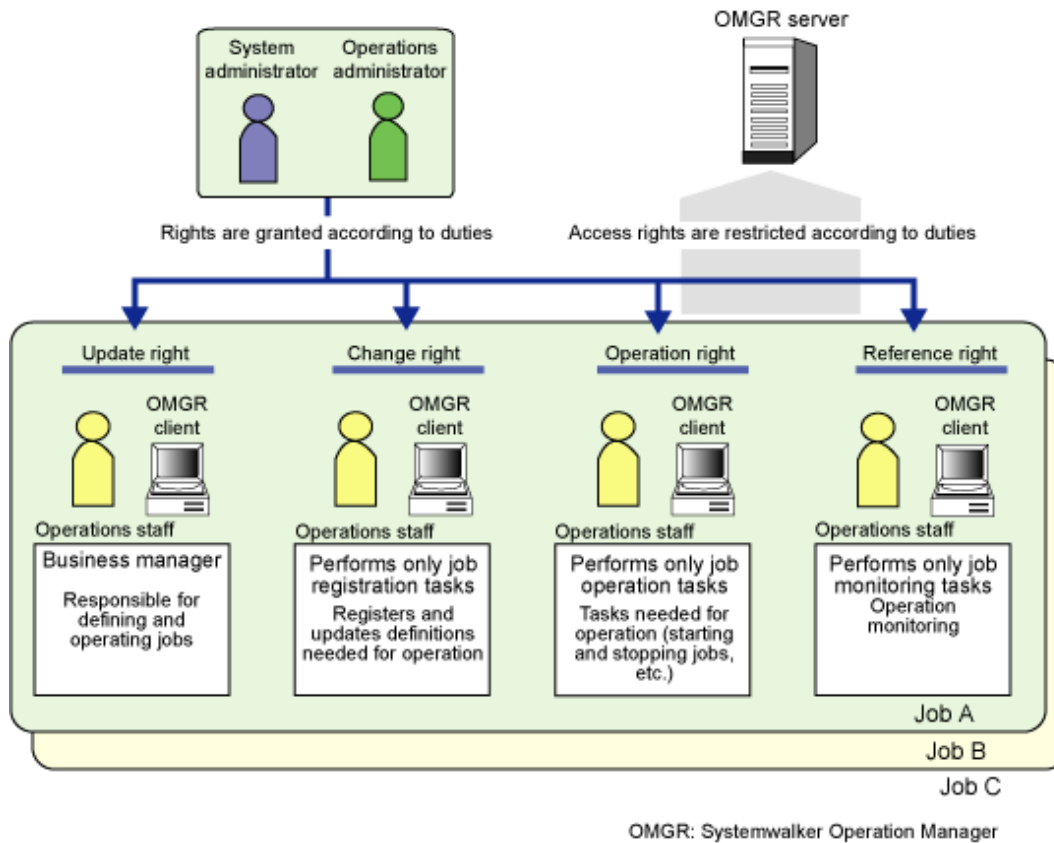 OMGR server
System
administrator
Operations
administrator
Rights are granted according to duties
Access rights are restricted according to duties
Update right
OMGR
client
Operations staff
Business manager
Responsible for
defining and
operating jobs
Change right
OMGR
client
Operations staff
Performs only job
registration tasks
Registers and
updates definitions
needed for operation
Operation right
OMGR
client
Operations staff
Performs only job
operation tasks
Tasks needed for
operation (starting
and stopping jobs,
etc.)
Reference right
OMGR
client
Operations staff
Performs only job
monitoring tasks
Operation
monitoring
Job A
Job B
Job C
OMGR: Systemwalker Operation Manager